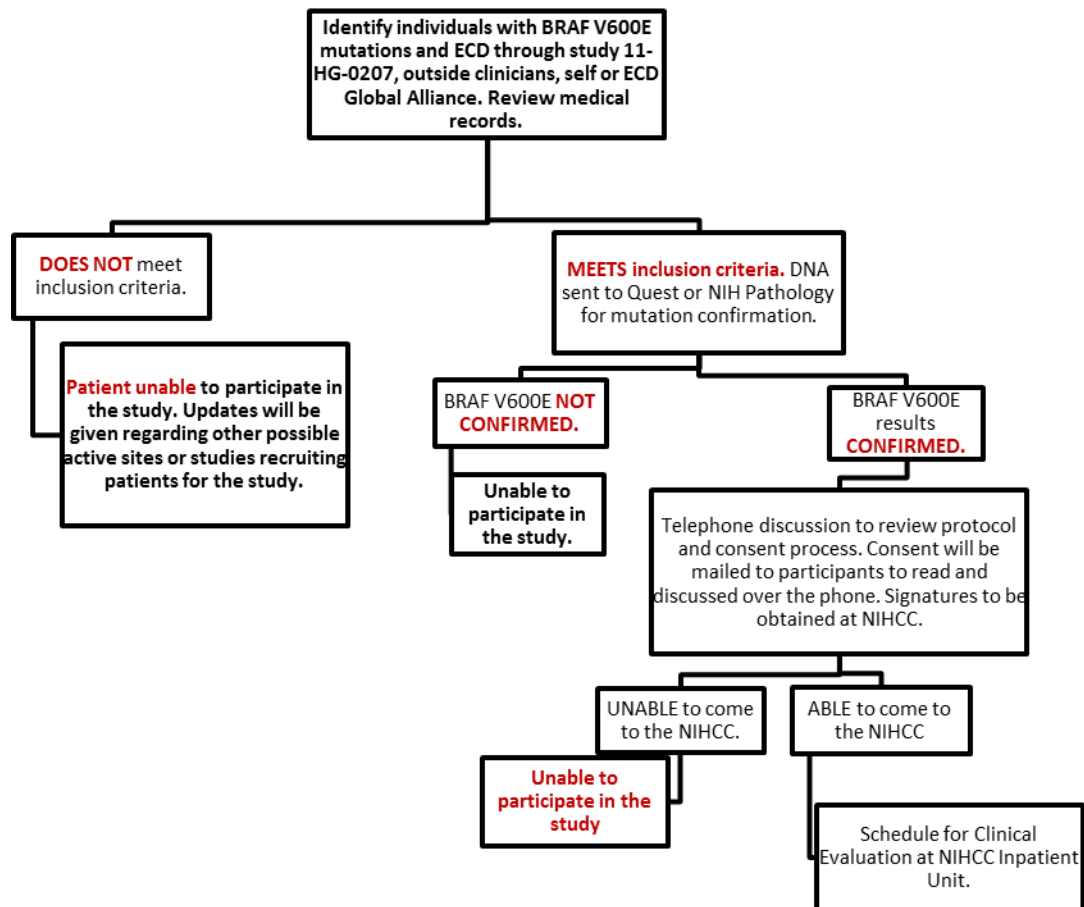 Identify individuals with BRAF V600E
mutations and ECD through study 11-
HG-0207, outside clinicians, self or ECD
Global Alliance. Review medical
records.
DOES NOT meet
inclusion criteria.
MEETS inclusion criteria. DNA
sent to Quest or NIH Pathology
for mutation confirmation.
Patient unable to participate in
the study. Updates will be
given regarding other possible
active sites or studies recruiting
patients for the study.
BRAF V600E NOT
CONFIRMED.
BRAF V600E
results
CONFIRMED.
Unable to
participate in
the study.
Telephone discussion to review protocol
and consent process. Consent will be
mailed to participants to read and
discussed over the phone. Signatures to be
obtained at NIHCC.
UNABLE to come
to the NIHCC.
ABLE to come to
the NIHCC
Unable to
participate in the
study
Schedule for Clinical
Evaluation at NIHCC Inpatient
Unit.